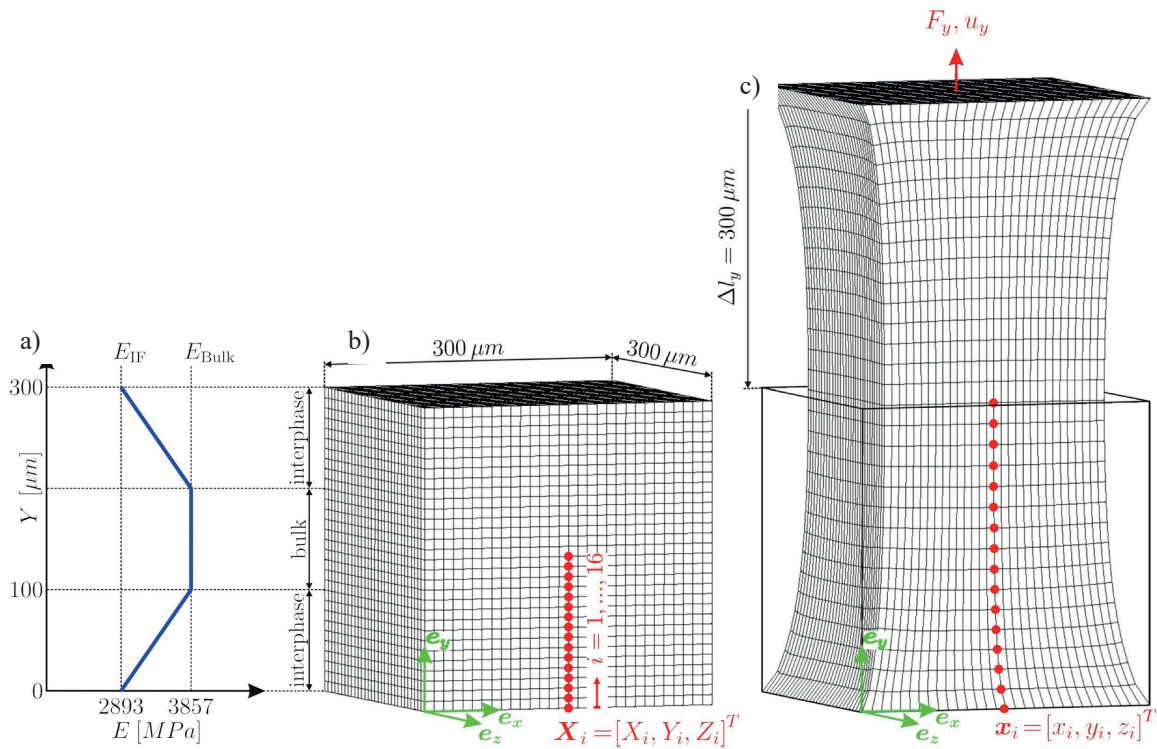 a)
E_IF
E_Bulk
300
100
0
Y [μm]
2893
3857
E [MPa]
interphase
bulk
interphase
b)
300 μm
300 μm
i = 1, ..., 16
e_y
e_x
e_z
X_i=[X_i, Y_i, Z_i]^T
c)
F_y, u_y
Δl_y = 300 μm
e_y
e_x
e_z
x_i=[x_i, y_i, z_i]^T